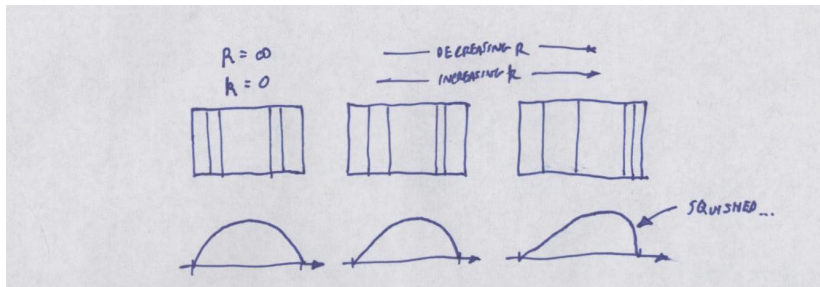 R = ∞
k = 0
DECREASING R
INCREASING k
SQUISHED...